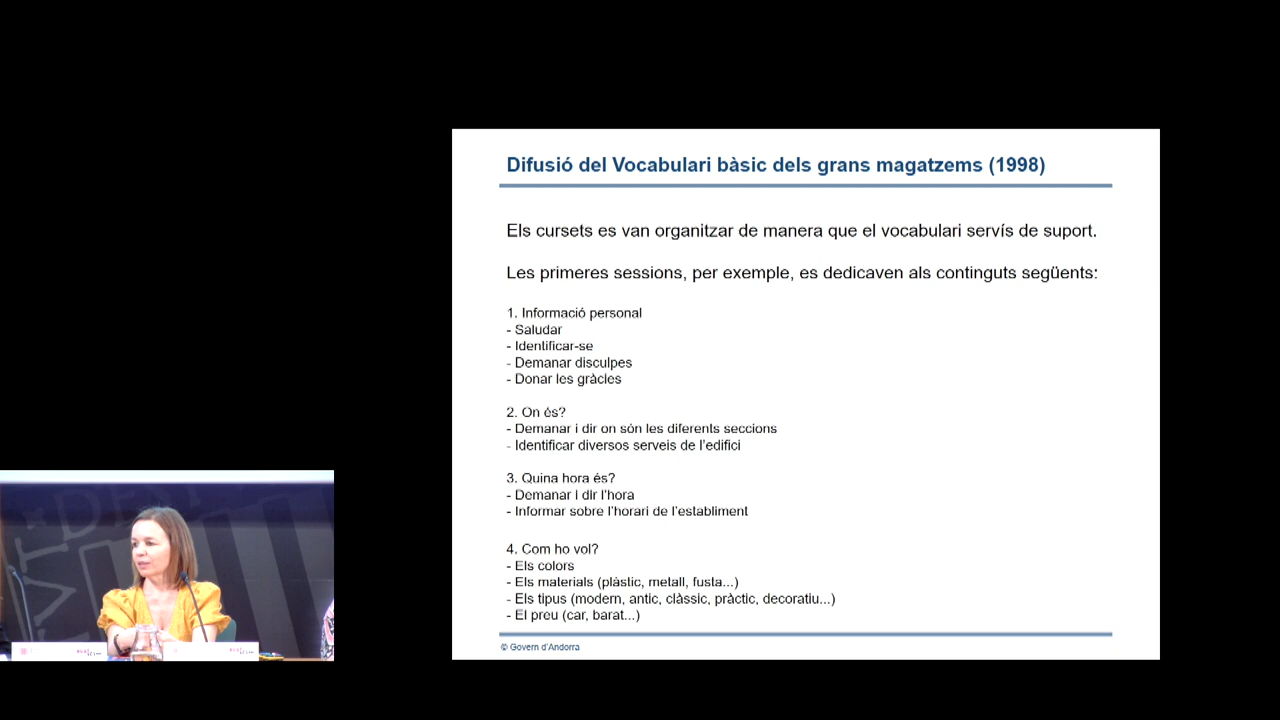 Difusió del Vocabulari bàsic dels grans magatzems (1998)
Els cursets es van organitzar de manera que el vocabulari servís de suport.
Les primeres sessions, per exemple, es dedicaven als continguts següents:
1. Informació personal
- Saludar
- Identificar-se
- Demanar disculpes
- Donar les gràcies
2. On és?
- Demanar i dir on són les diferents seccions
- Identificar diversos serveis de l'edifici
3. Quina hora és?
- Demanar i dir l'hora
- Informar sobre l'horari de l'establiment
4. Com ho vol?
- Els colors
- Els materials (plàstic, metall, fusta...)
- Els tipus (modern, antic, clàssic, pràctic, decoratiu...)
- El preu (car, barat...)
© Govern d'Andorra